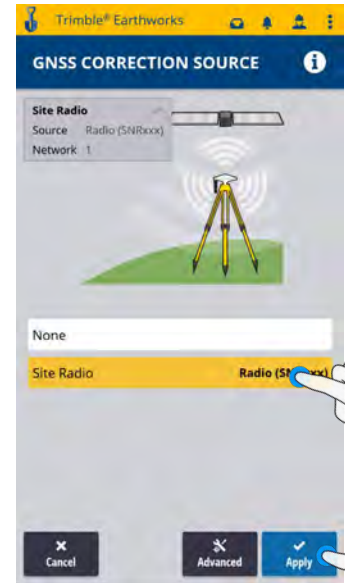 Trimble® Earthworks
GNSS CORRECTION SOURCE
Site Radio
Source Radio (SNRxxx)
Network 1
None
Site Radio Radio (SNRxxx)
Cancel
Advanced
Apply